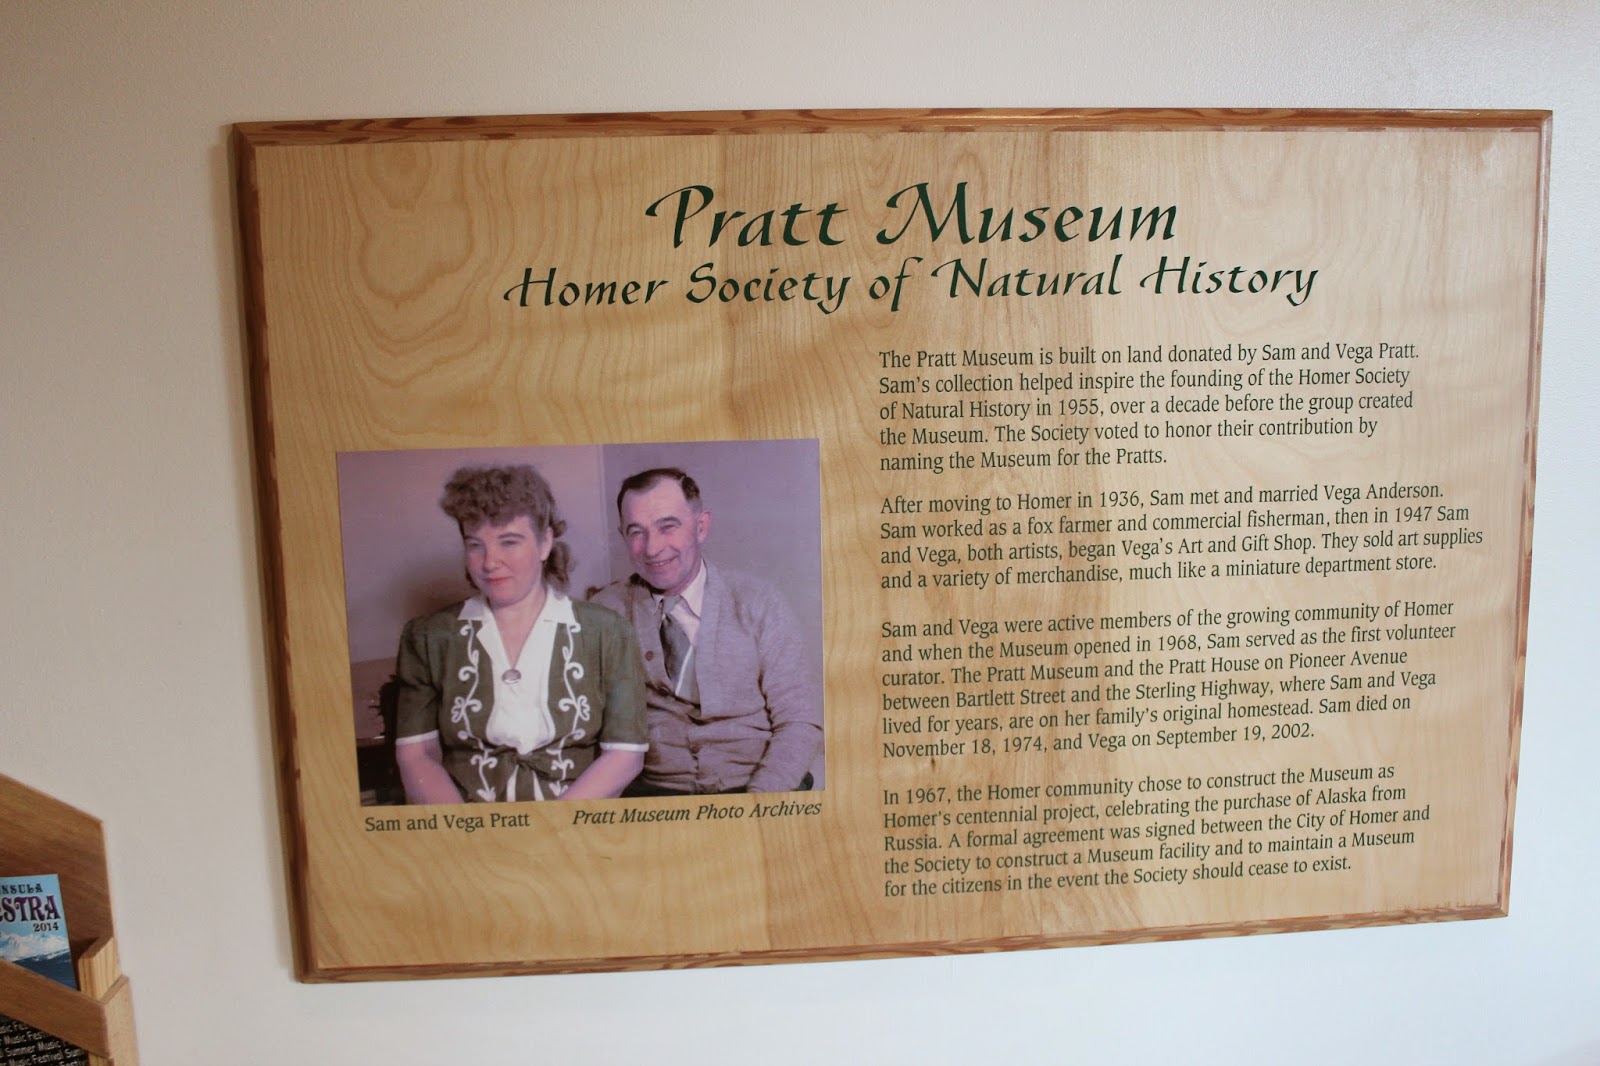 Pratt Museum
Homer Society of Natural History
The Pratt Museum is built on land donated by Sam and Vega Pratt.
Sam's collection helped inspire the founding of the Homer Society
of Natural History in 1955, over a decade before the group created
the Museum. The Society voted to honor their contribution by
naming the Museum for the Pratts.
After moving to Homer in 1936, Sam met and married Vega Anderson.
Sam worked as a fox farmer and commercial fisherman, then in 1947 Sam
and Vega, both artists, began Vega's Art and Gift Shop. They sold art supplies
and a variety of merchandise, much like a miniature department store.
Sam and Vega were active members of the growing community of Homer
and when the Museum opened in 1968, Sam served as the first volunteer
curator. The Pratt Museum and the Pratt House on Pioneer Avenue
between Bartlett Street and the Sterling Highway, where Sam and Vega
lived for years, are on her family's original homestead. Sam died on
November 18, 1974, and Vega on September 19, 2002.
In 1967, the Homer community chose to construct the Museum as
Homer's centennial project, celebrating the purchase of Alaska from
Russia. A formal agreement was signed between the City of Homer and
the Society to construct a Museum facility and to maintain a Museum
for the citizens in the event the Society should cease to exist.
Sam and Vega Pratt
Pratt Museum Photo Archives
NSULA
STRA
2014
Music Festi
Summer Music
Music Festival Sum